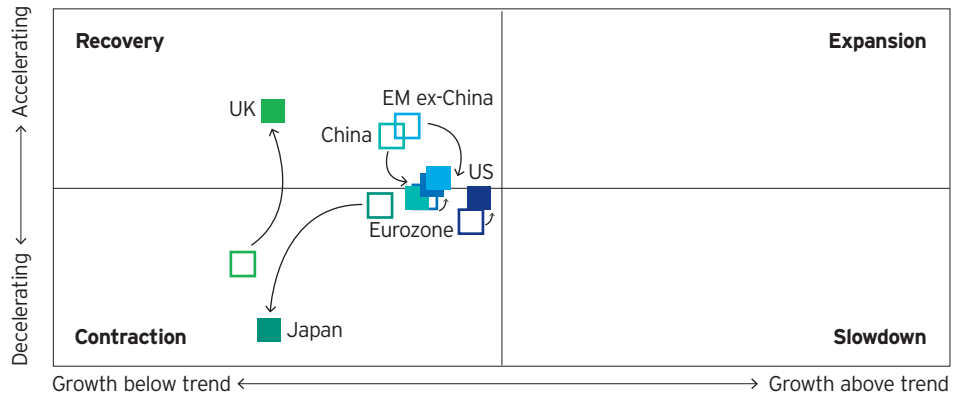 Accelerating
Decelerating
Recovery
Expansion
UK
EM ex-China
China
US
Eurozone
Japan
Contraction
Slowdown
Growth below trend
Growth above trend